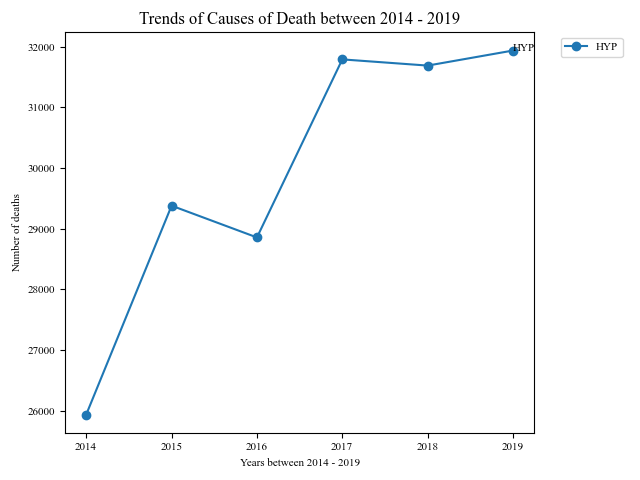 Trends of Causes of Death between 2014 - 2019
32000
31000
30000
29000
28000
27000
26000
Number of deaths
HYP
HYP
2014 2015 2016 2017 2018 2019
Years between 2014 - 2019